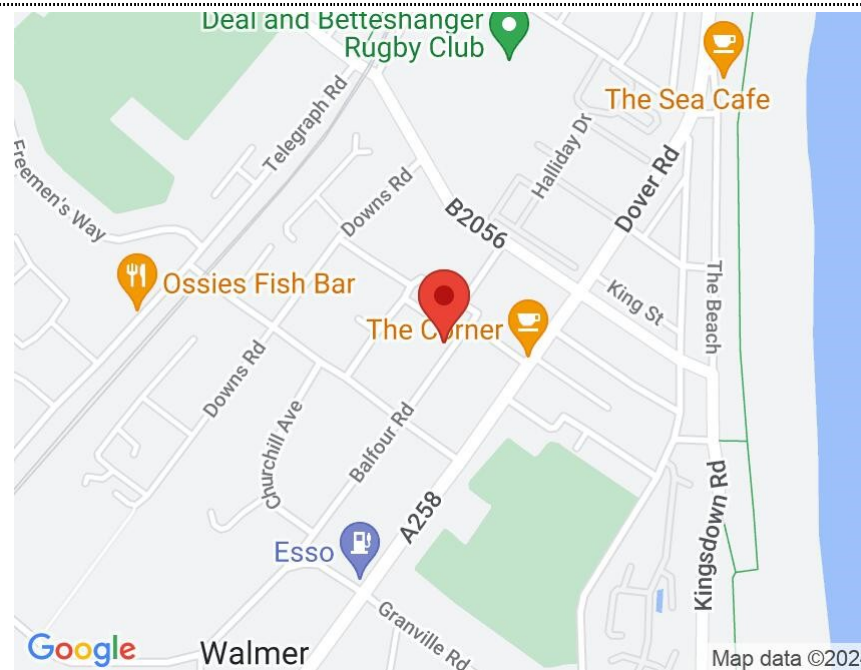 Deal and Betteshanger
Rugby Club
The Sea Cafe
Telegraph Rd
Halliday Dr
Freemen's Way
Downs Rd
Dover Rd
B2056
Ossies Fish Bar
King St
The Beach
The Corner
Downs Rd
Churchill Ave
Balfour Rd
A258
Kingsdown Rd
Esso
Granville Rd
Google
Walmer
Map data ©202